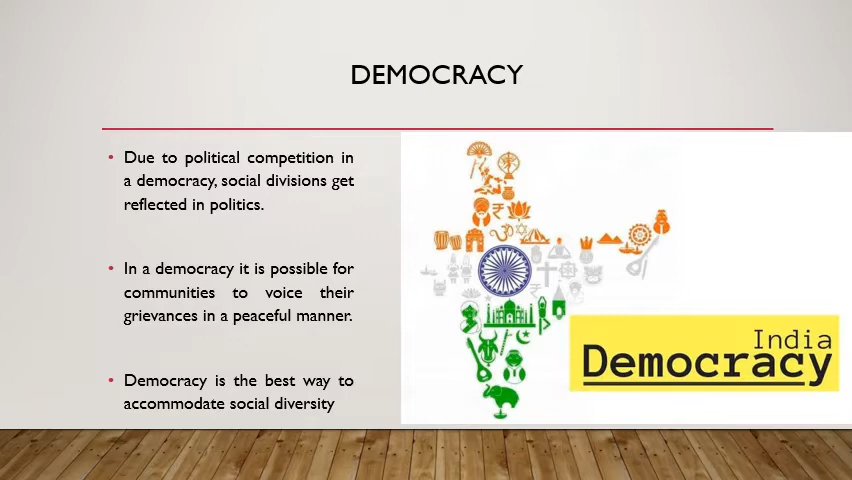 DEMOCRACY
• Due to political competition in
a democracy, social divisions get
reflected in politics.
• In a democracy it is possible for
communities to voice their
grievances in a peaceful manner.
• Democracy is the best way to
accommodate social diversity
India
Democracy